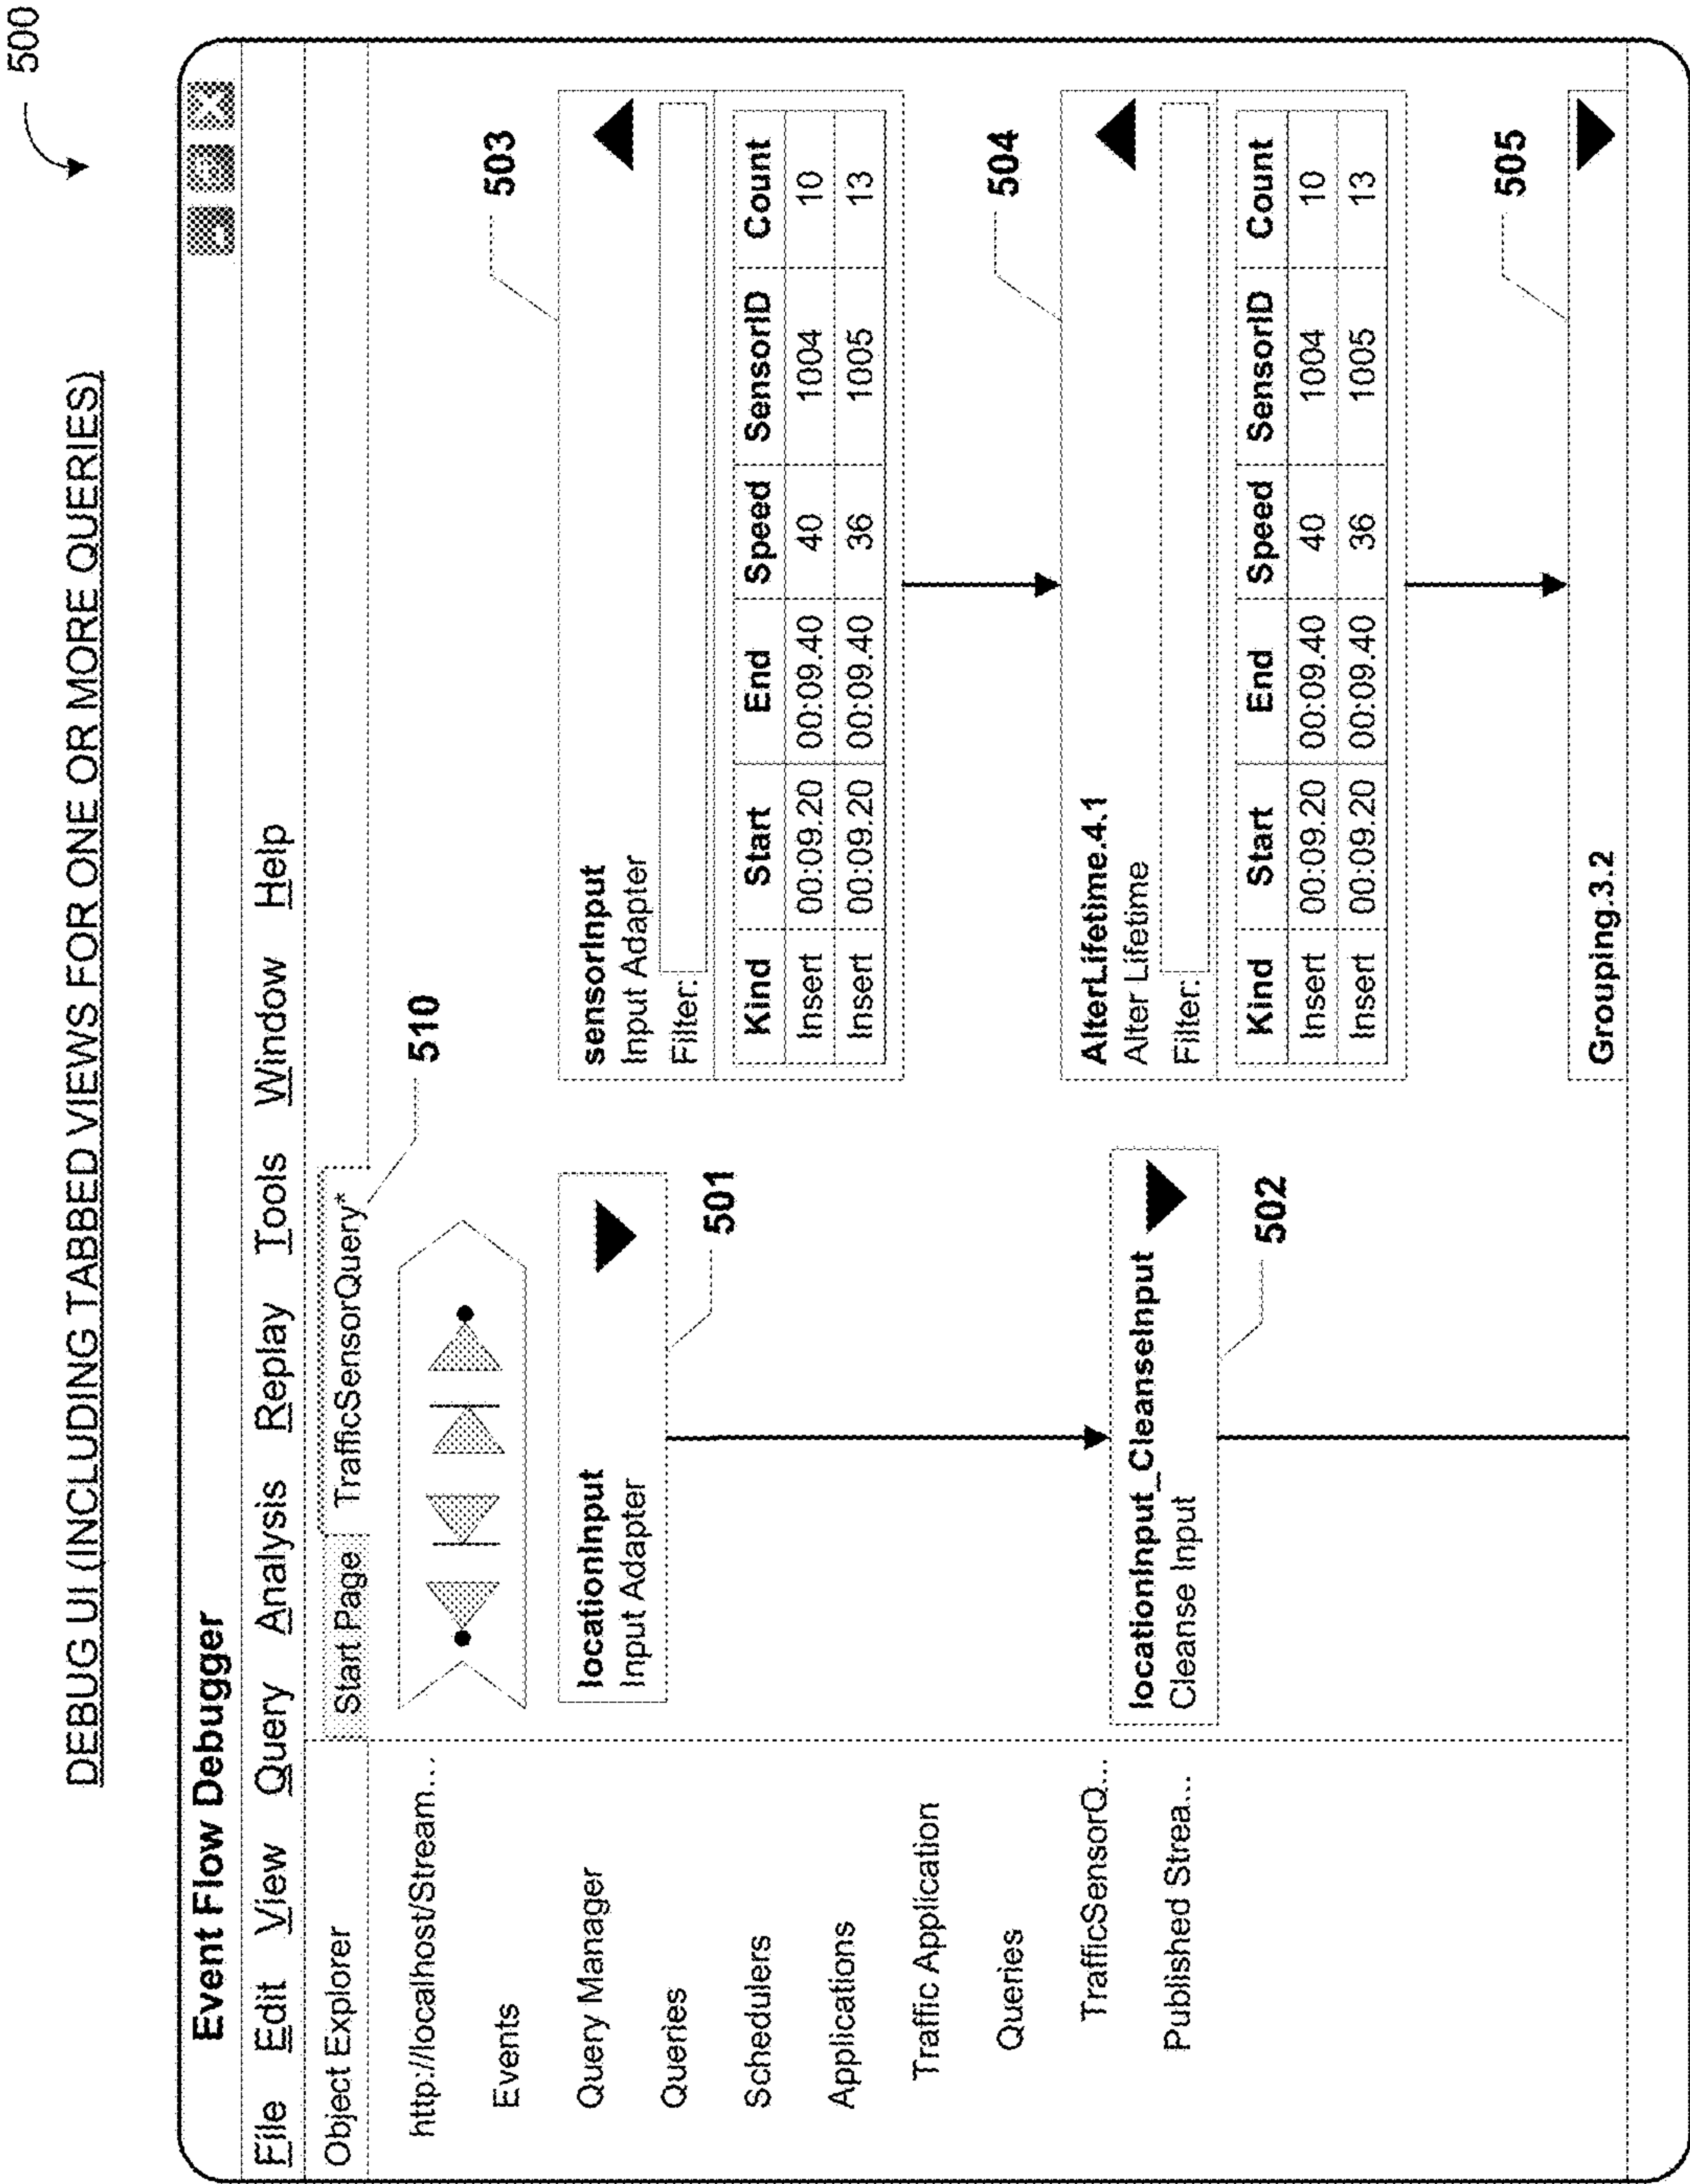 500
DEBUG UI (INCLUDING TABBED VIEWS FOR ONE OR MORE QUERIES)
Event Flow Debugger
File Edit View Query Analysis Replay Tools Window Help
Object Explorer
Start Page TrafficSensorQuery*
510
http://localhost/Stream...
Events
Query Manager
Queries
Schedulers
Applications
Traffic Application
Queries
TrafficSensorQ...
Published Strea...
locationInput
Input Adapter
501
locationInput_CleanseInput
Cleanse Input
502
503
sensorInput
Input Adapter
Filter:
Kind Start End Speed SensorID Count
Insert 00:09.20 00:09.40 40 1004 10
Insert 00:09.20 00:09.40 36 1005 13
504
AlterLifetime.4.1
Alter Lifetime
Filter:
Kind Start End Speed SensorID Count
Insert 00:09.20 00:09.40 40 1004 10
Insert 00:09.20 00:09.40 36 1005 13
505
Grouping.3.2